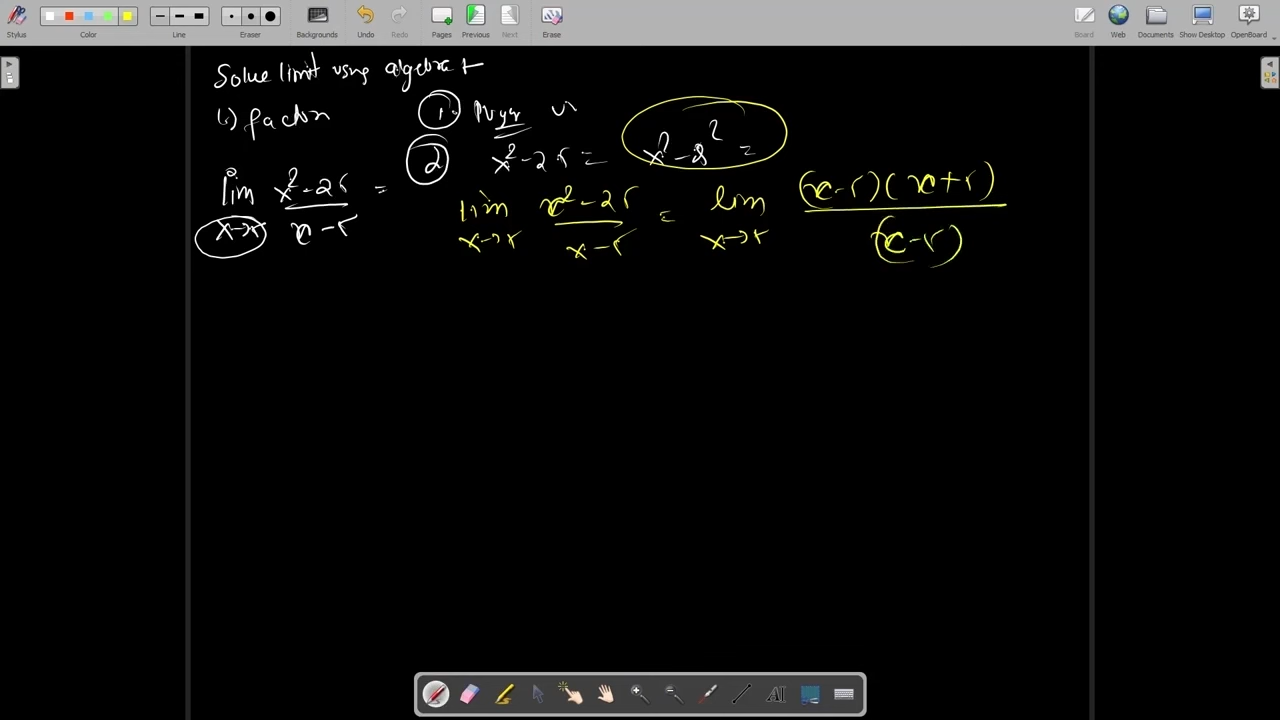 Stylus Color Line Eraser Backgrounds Undo Redo Pages Previous Next Erase Board Web Documents Show Desktop OpenBoard
Solve limit using algebra
(i) factor
1.
2 x² - 25 = x² - 5² =
lim x→5 x² - 25 / x - 5 =
lim x→5 x² - 25 / x - 5 = lim x→5 (x - 5)(x + 5) / (x - 5)